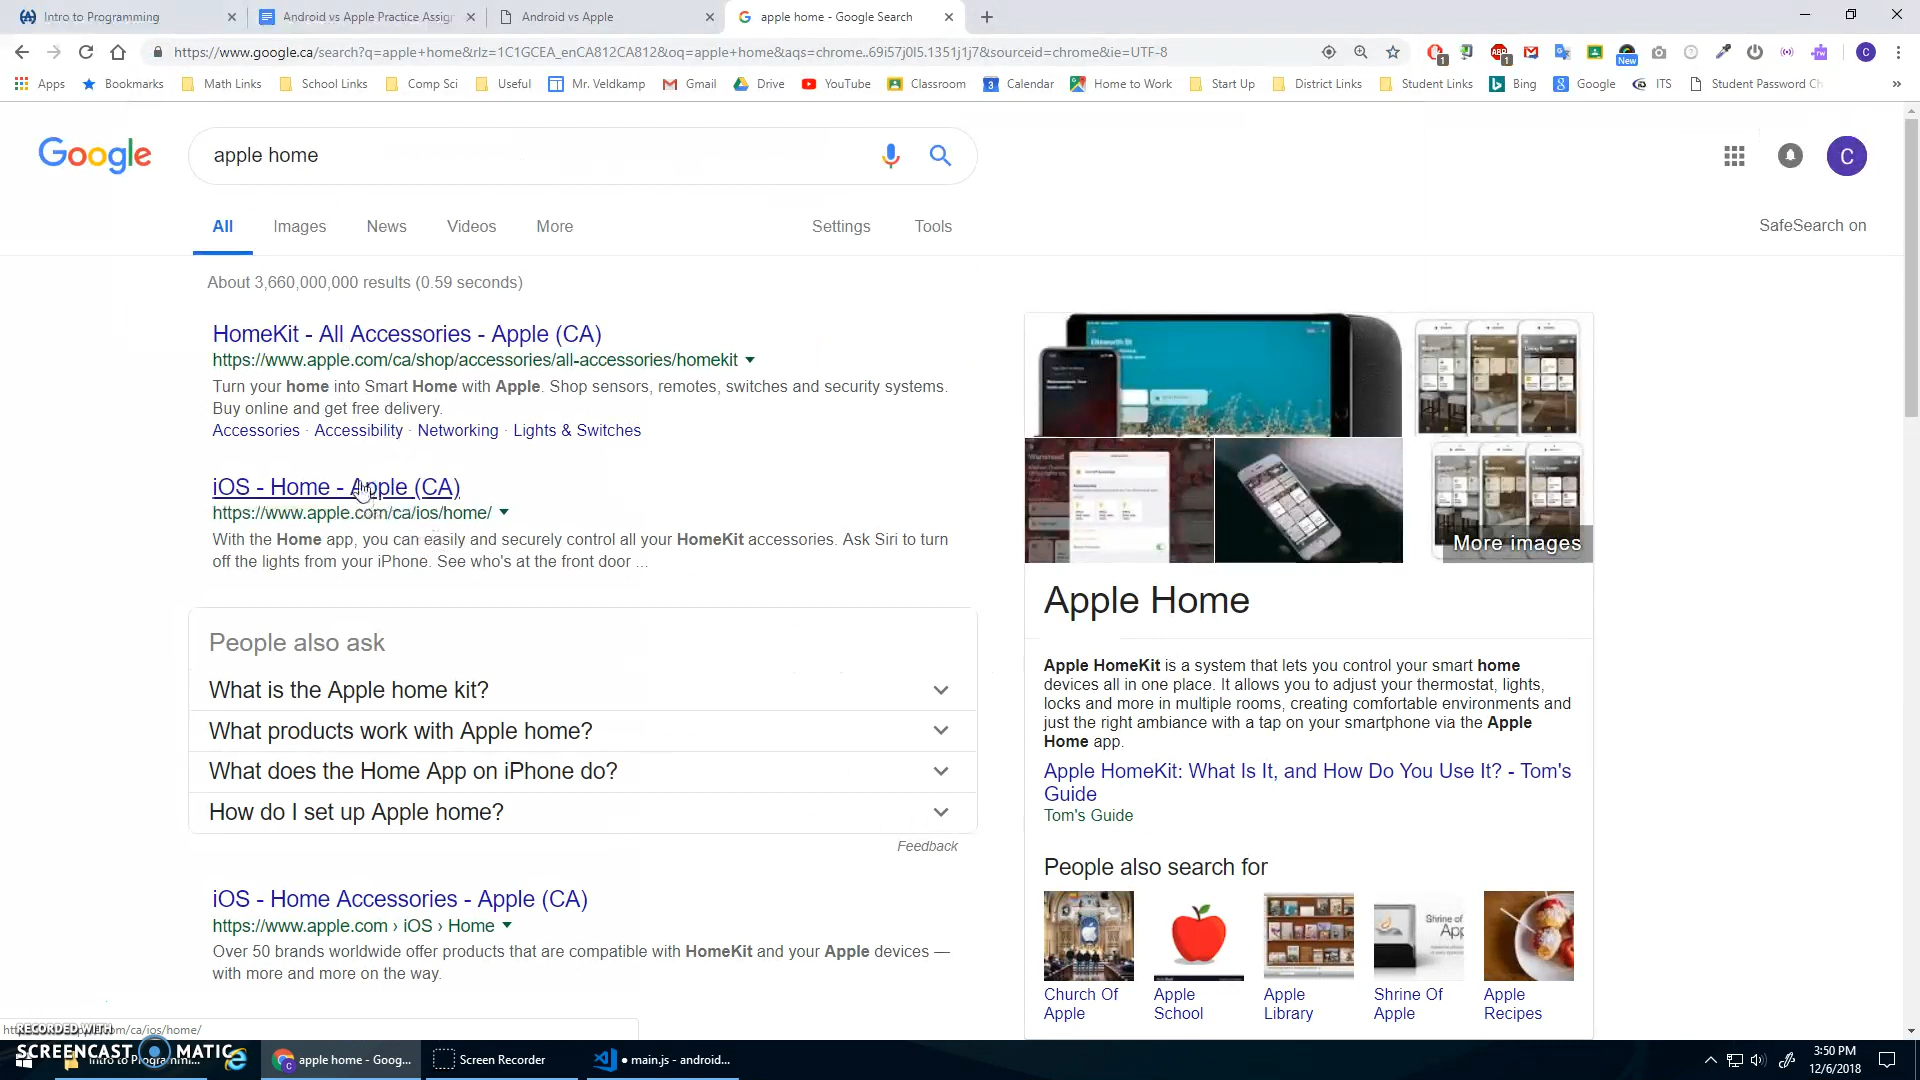 Intro to Programming
Android vs Apple Practice Assign
Android vs Apple
apple home - Google Search
https://www.google.ca/search?q=apple+home&rlz=1C1GCEA_enCA812CA812&oq=apple+home&aqs=chrome..69i57j0l5.1351j1j7&sourceid=chrome&ie=UTF-8
Apps
Bookmarks
Math Links
School Links
Comp Sci
Useful
Mr. Veldkamp
Gmail
Drive
YouTube
Classroom
Calendar
Home to Work
Start Up
District Links
Student Links
Bing
Google
ITS
Student Password Ch
Google
apple home
C
All
Images
News
Videos
More
Settings
Tools
SafeSearch on
About 3,660,000,000 results (0.59 seconds)
HomeKit - All Accessories - Apple (CA)
https://www.apple.com/ca/shop/accessories/all-accessories/homekit
Turn your home into Smart Home with Apple. Shop sensors, remotes, switches and security systems.
Buy online and get free delivery.
Accessories · Accessibility · Networking · Lights & Switches
iOS - Home - Apple (CA)
https://www.apple.com/ca/ios/home/
With the Home app, you can easily and securely control all your HomeKit accessories. Ask Siri to turn
off the lights from your iPhone. See who's at the front door ...
People also ask
What is the Apple home kit?
What products work with Apple home?
What does the Home App on iPhone do?
How do I set up Apple home?
Feedback
iOS - Home Accessories - Apple (CA)
https://www.apple.com › iOS › Home
Over 50 brands worldwide offer products that are compatible with HomeKit and your Apple devices —
with more and more on the way.
More images
Apple Home
Apple HomeKit is a system that lets you control your smart home
devices all in one place. It allows you to adjust your thermostat, lights,
locks and more in multiple rooms, creating comfortable environments and
just the right ambiance with a tap on your smartphone via the Apple
Home app.
Apple HomeKit: What Is It, and How Do You Use It? - Tom's
Guide
Tom's Guide
People also search for
Church Of
Apple
Apple
School
Apple
Library
Shrine Of
Apple
Apple
Recipes
RECORDED WITH
SCREENCAST MATIC
Intro to Programmi...
apple home - Goog...
Screen Recorder
● main.js - android...
3:50 PM
12/6/2018